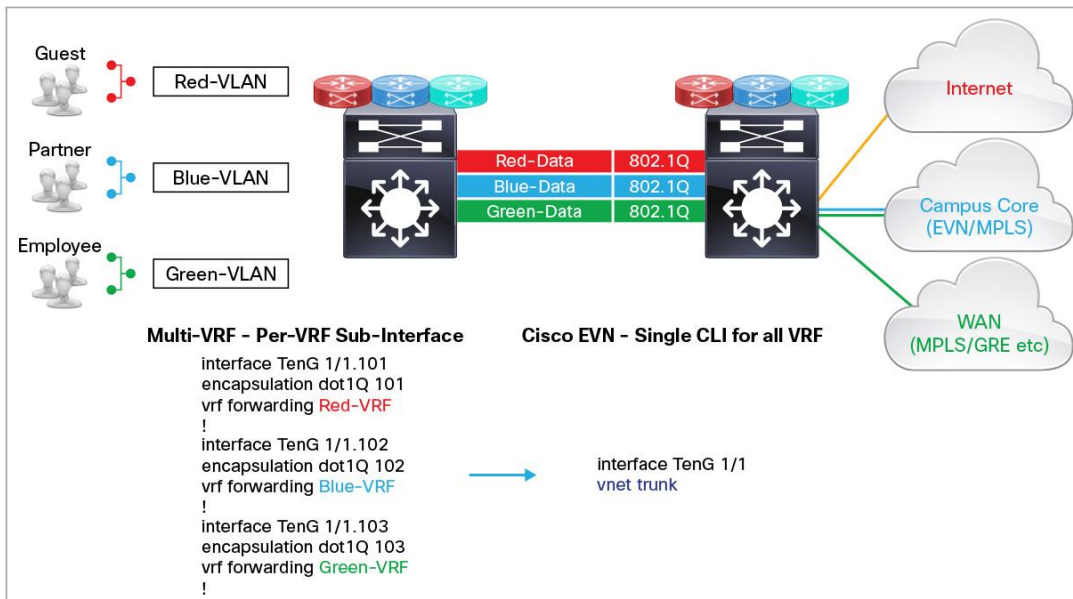 Guest
Red-VLAN
Partner
Blue-VLAN
Employee
Green-VLAN
Red-Data 802.1Q
Blue-Data 802.1Q
Green-Data 802.1Q
Internet
Campus Core
(EVN/MPLS)
WAN
(MPLS/GRE etc)
Multi-VRF - Per-VRF Sub-Interface
interface TenG 1/1.101
encapsulation dot1Q 101
vrf forwarding Red-VRF
!
interface TenG 1/1.102
encapsulation dot1Q 102
vrf forwarding Blue-VRF
!
interface TenG 1/1.103
encapsulation dot1Q 103
vrf forwarding Green-VRF
!
Cisco EVN - Single CLI for all VRF
interface TenG 1/1
vnet trunk